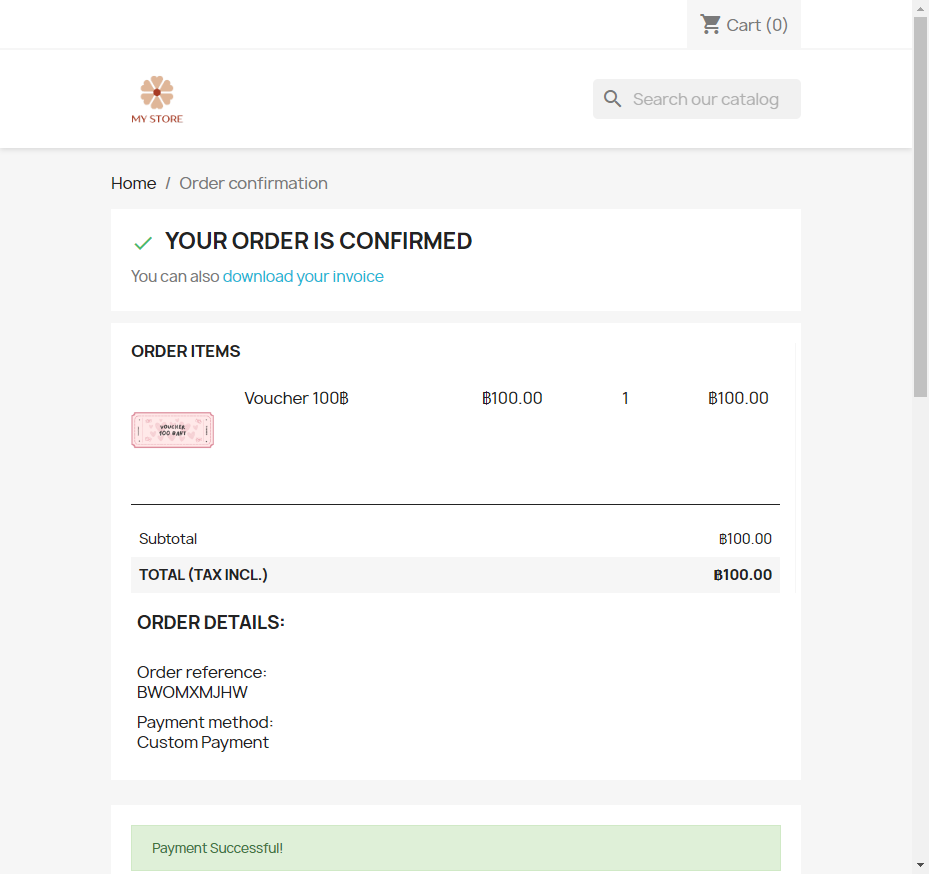 Cart (0)
MY STORE
Search our catalog
Home / Order confirmation
YOUR ORDER IS CONFIRMED
You can also download your invoice
ORDER ITEMS
Voucher 100฿ ฿100.00 1 ฿100.00
VOUCHER
100 BAHT
Subtotal ฿100.00
TOTAL (TAX INCL.) ฿100.00
ORDER DETAILS:
Order reference:
BWOMXMJHW
Payment method:
Custom Payment
Payment Successful!